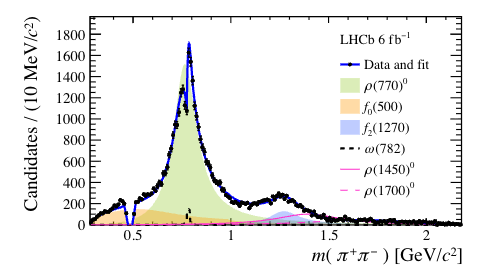 Candidates / (10 MeV/c²)
1800
1600
1400
1200
1000
800
600
400
200
0
0.5 1 1.5 2
m( π⁺π⁻ ) [GeV/c²]
LHCb 6 fb⁻¹
Data and fit
ρ(770)⁰
f₀(500)
f₂(1270)
ω(782)
ρ(1450)⁰
ρ(1700)⁰